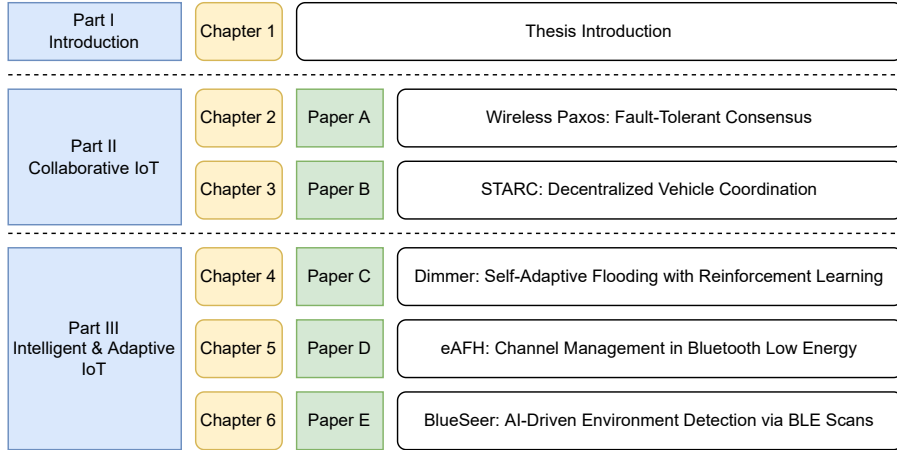 Part I
Introduction
Chapter 1
Thesis Introduction
Part II
Collaborative IoT
Chapter 2
Paper A
Wireless Paxos: Fault-Tolerant Consensus
Chapter 3
Paper B
STARC: Decentralized Vehicle Coordination
Part III
Intelligent & Adaptive
IoT
Chapter 4
Paper C
Dimmer: Self-Adaptive Flooding with Reinforcement Learning
Chapter 5
Paper D
eAFH: Channel Management in Bluetooth Low Energy
Chapter 6
Paper E
BlueSeer: AI-Driven Environment Detection via BLE Scans